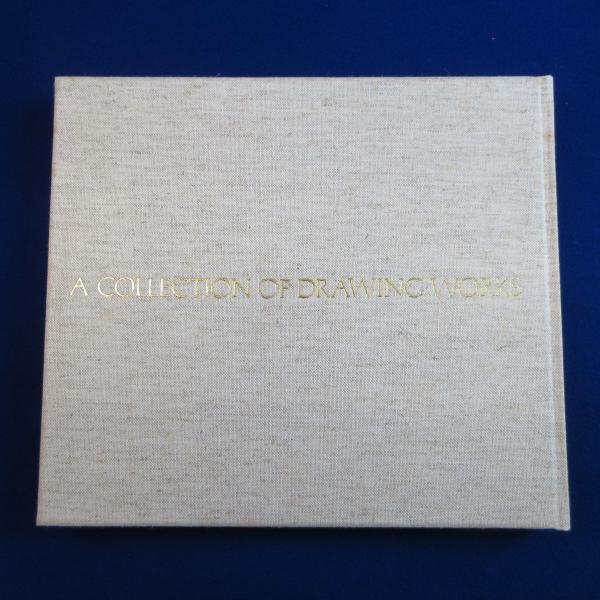 A COLLECTION OF DRAWING WORKS